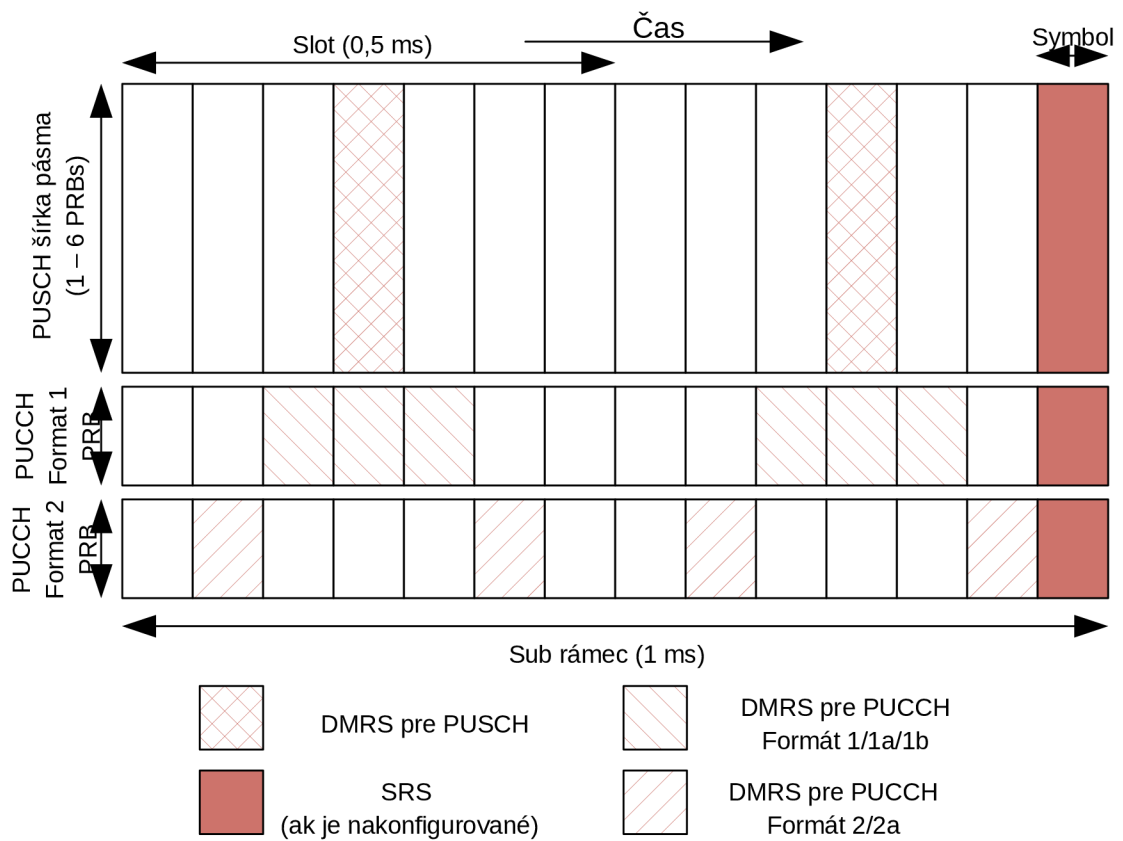 Čas
Slot (0,5 ms)
Symbol
PUSCH šírka pásma
(1 – 6 PRBs)
PUCCH
Format 1
PRB
PUCCH
Format 2
PRB
Sub rámec (1 ms)
DMRS pre PUSCH
DMRS pre PUCCH
Formát 1/1a/1b
SRS
(ak je nakonfigurované)
DMRS pre PUCCH
Formát 2/2a